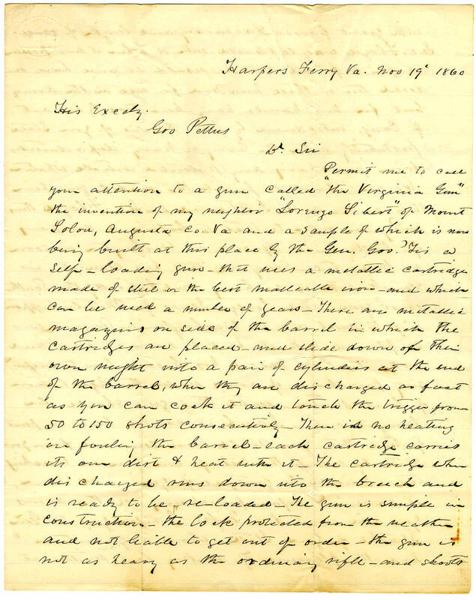 Harpers Ferry Va. Nov 19th 1860
His Excely.
Gov Pettus
Dr Sir
Permit me to call
your attention to a gun called "the Virginia Gun"
the invention of my neighbor "Lorenzo Sibert" of Mount
Solon, Augusta co. Va and a sample of which is now
being built at this place by the Gen. Gov. Tis a
self-loading gun - that uses a metallic cartridge
made of steel or the best malleable iron - and which
can be used a number of years - There are metallic
magazines on side of the barrel in which the
cartridges are placed - and slide down of their
own weight into a pair of cylinders at the end
of the barrel, when they are discharged as fast
as you can cock it and touch the trigger from
50 to 150 shots consecutively - There is no heating
or fouling the barrel - each cartridge carries
its own dirt & heat with it - The cartridge when
discharged runs down into the breech and
is ready to be re-loaded - The gun is simple in
construction - the lock protected from the weather
and not liable to get out of order - the gun is
not as heavy as the ordinary rifle - and shoots